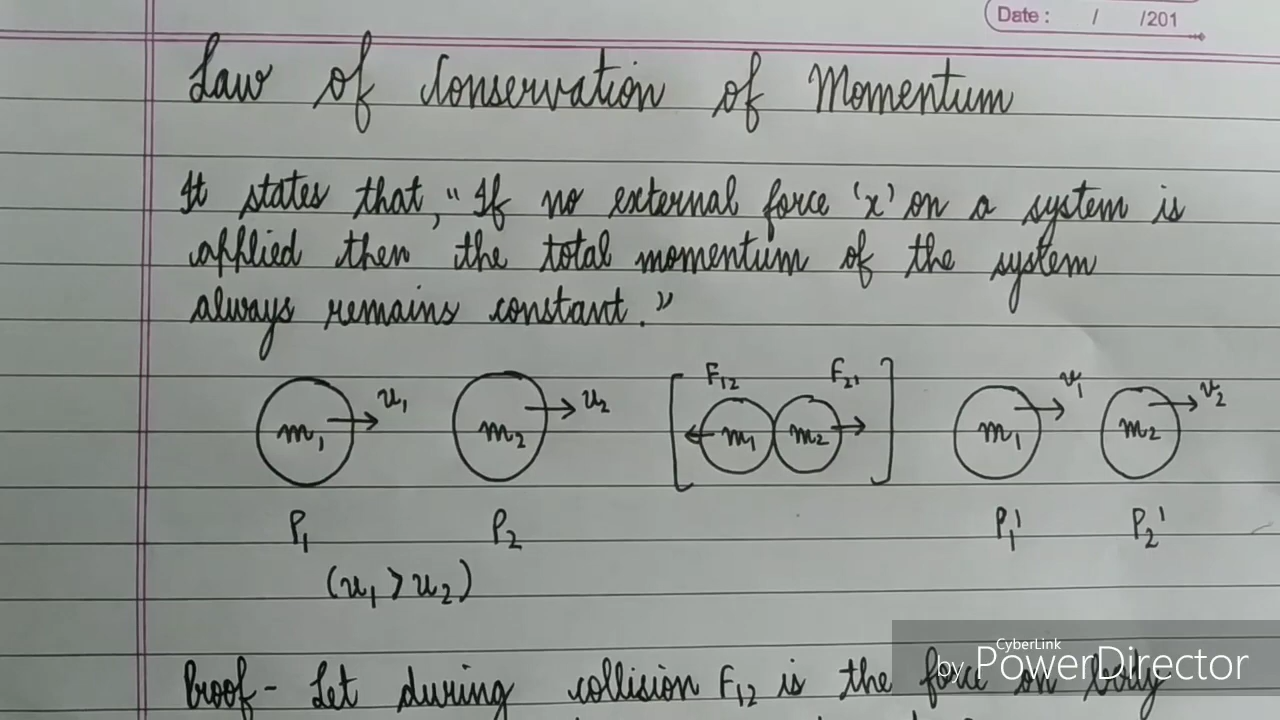 Date : / /201
Law of Conservation of Momentum
It states that, "If no external force 'x' on a system is
applied then the total momentum of the system
always remains constant."
m₁ u₁ m₂ u₂ F₁₂ F₂₁ m₁ m₂ m₁ v₁ m₂ v₂
P₁ P₂ P₁' P₂'
(u₁ > u₂)
Proof - Let during collision F₁₂ is the force on body
CyberLink
by PowerDirector